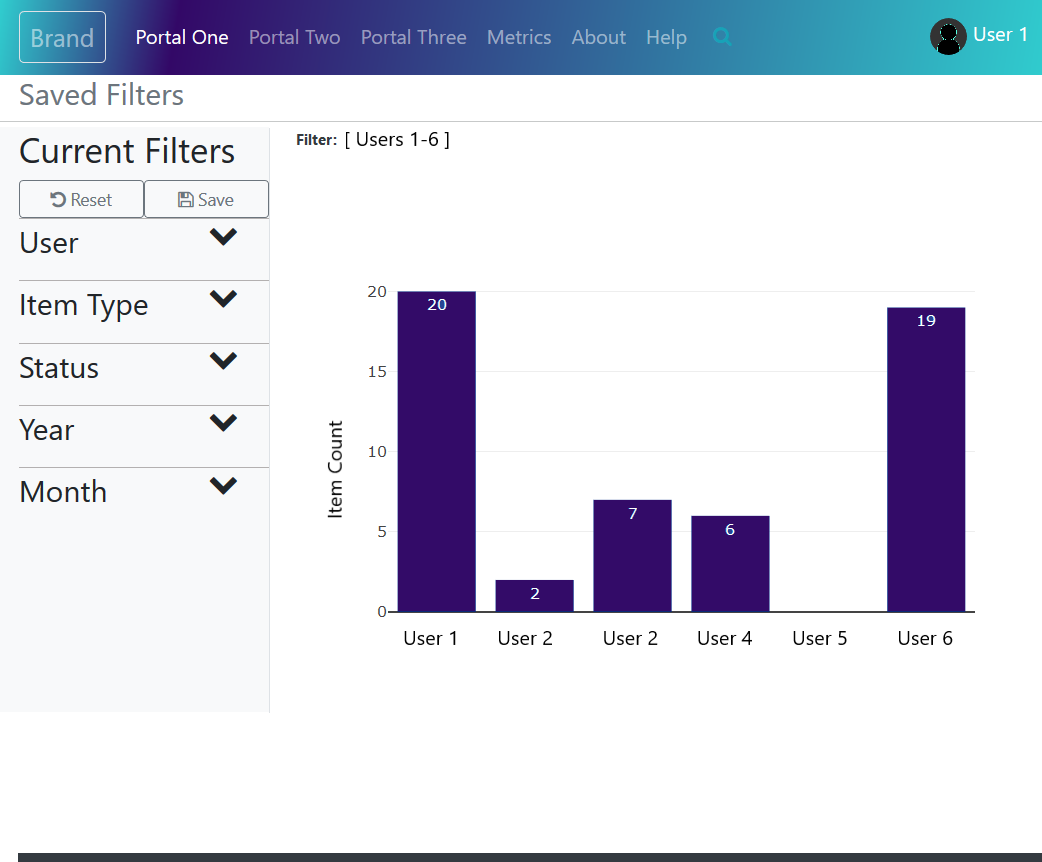 Brand Portal One Portal Two Portal Three Metrics About Help User 1
Saved Filters
Current Filters
Reset Save
User
Item Type
Status
Year
Month
Filter: [ Users 1-6 ]
Item Count
20
15
10
5
0
20
2
7
6
19
User 1 User 2 User 2 User 4 User 5 User 6